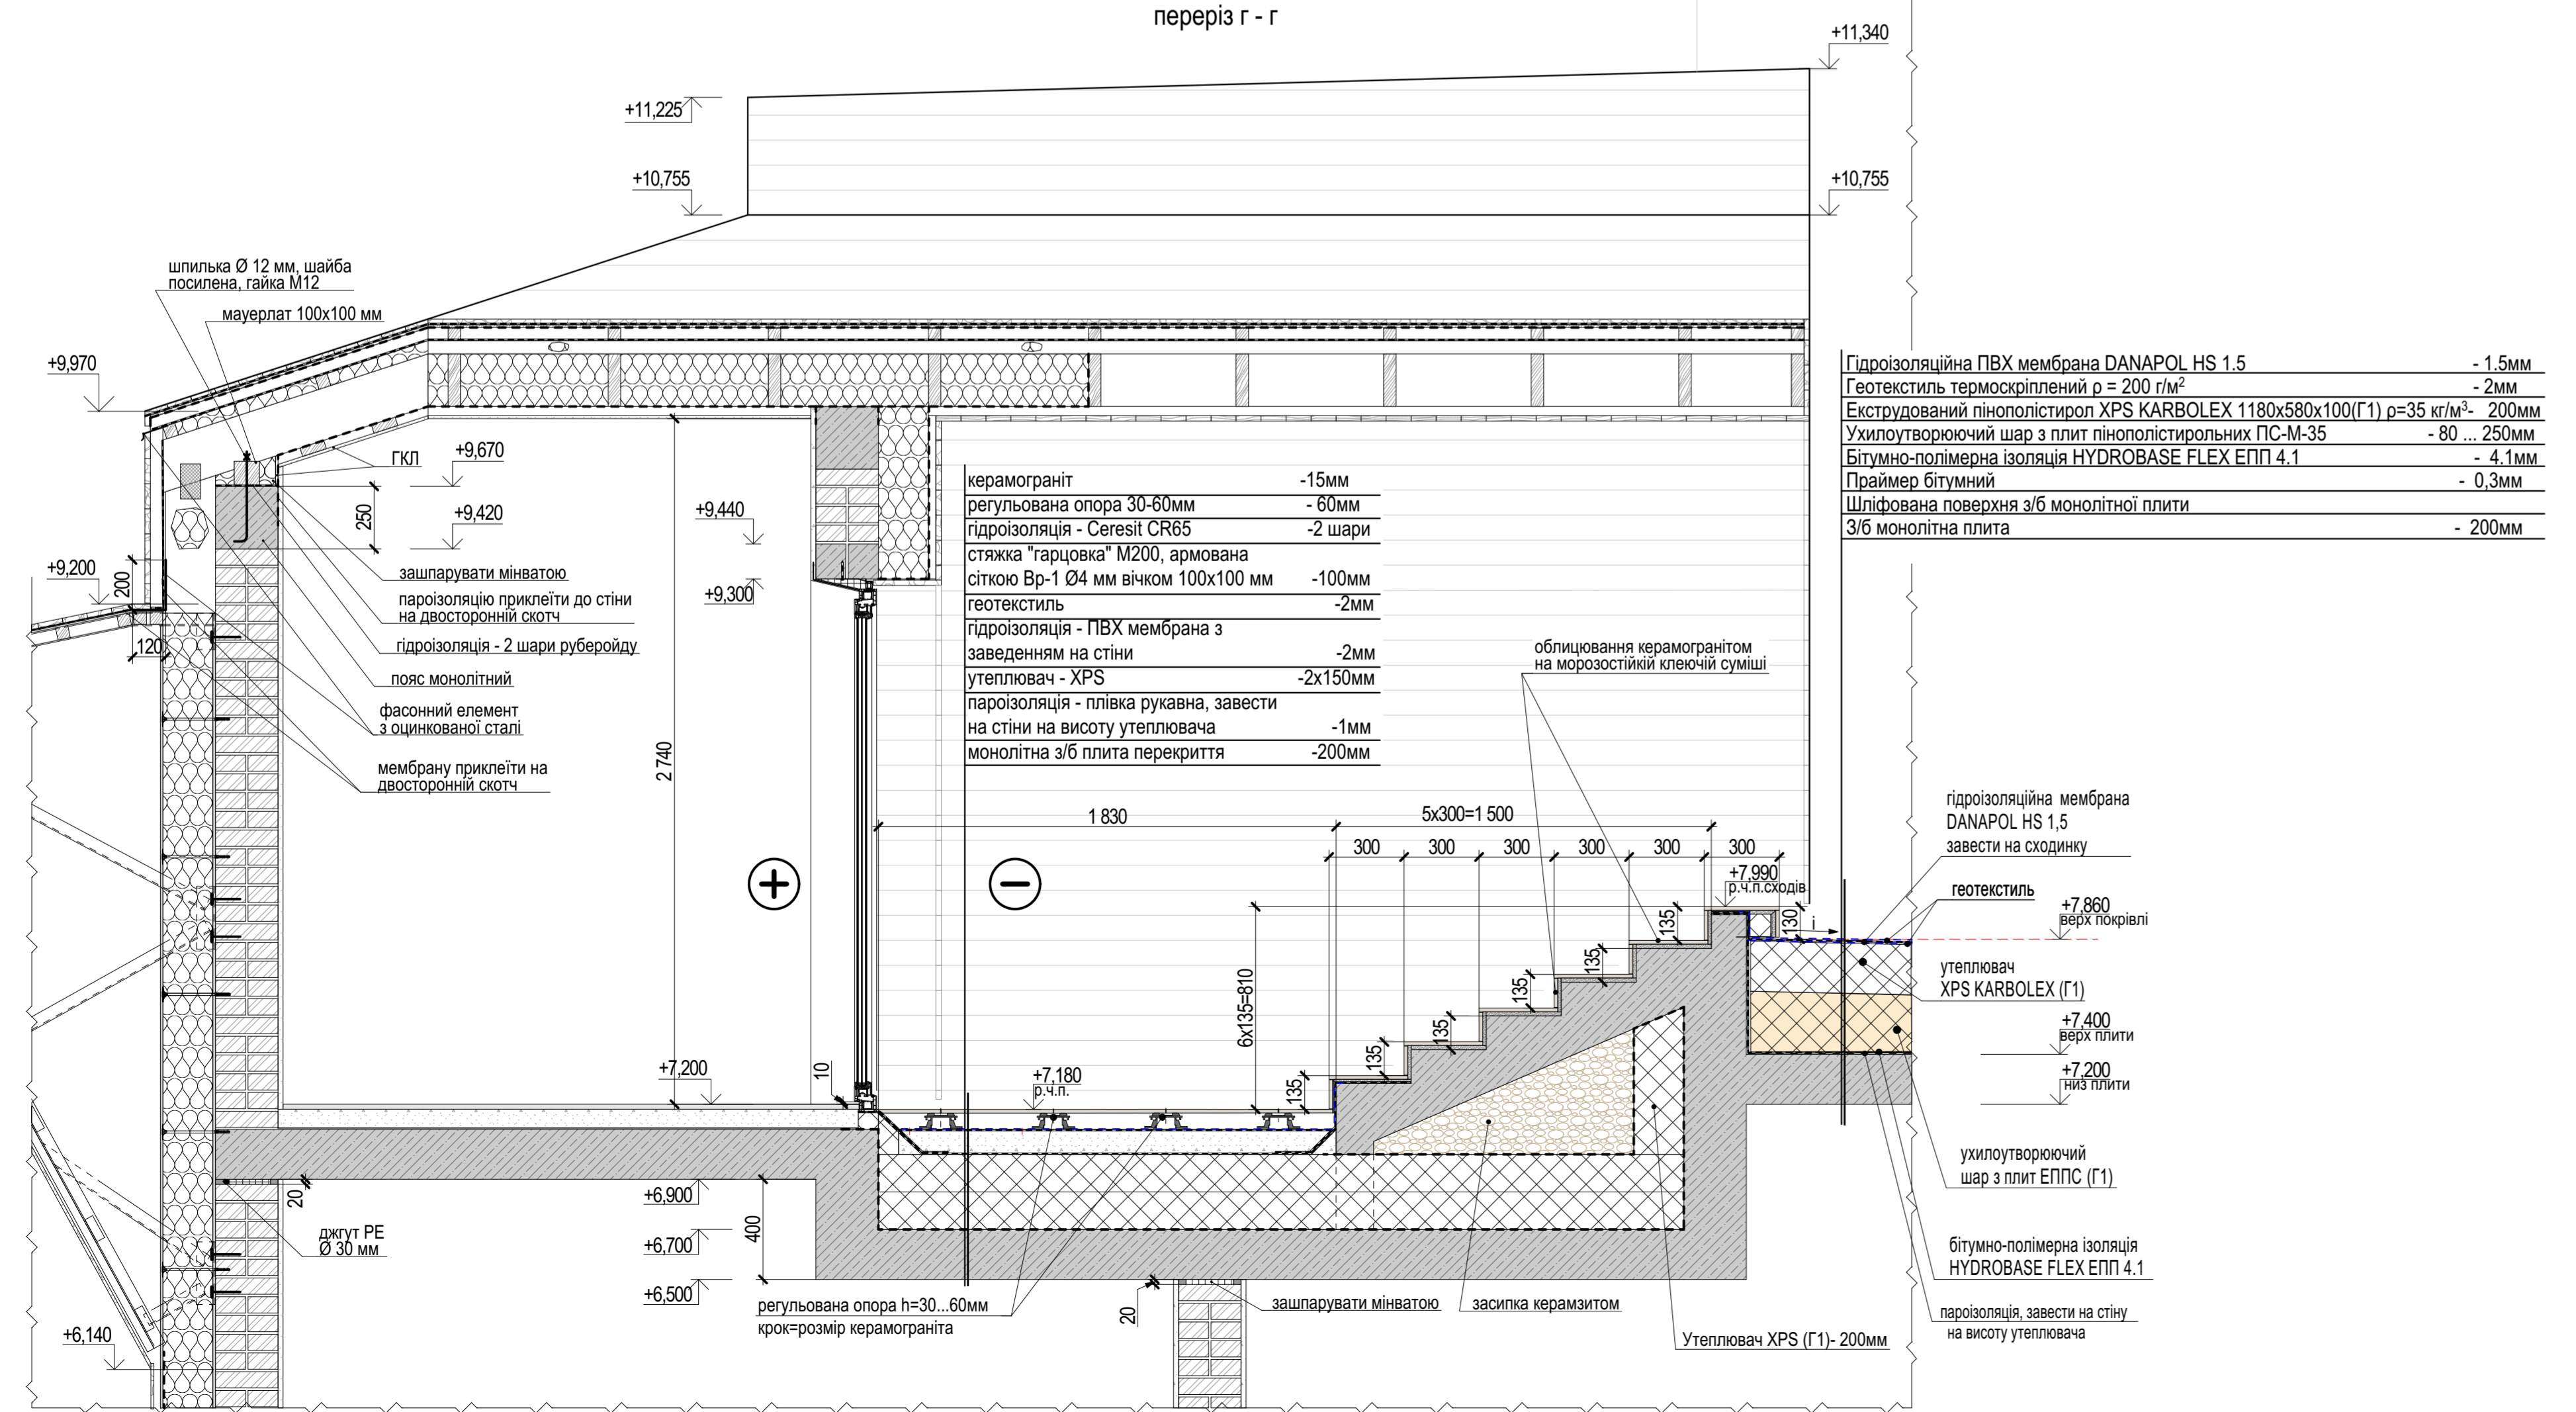 переріз г - г
+11,340
+11,225
+10,755
+10,755
шпилька Ø 12 мм, шайба
посилена, гайка М12
мауерлат 100х100 мм
+9,970
ГКЛ
+9,670
250
+9,420
+9,440
+9,200
200
+9,300
120
зашпарувати мінватою
пароізоляцію приклеїти до стіни
на двосторонній скотч
гідроізоляція - 2 шари руберойду
пояс монолітний
фасонний елемент
з оцинкованої сталі
мембрану приклеїти на
двосторонній скотч
2 740
керамограніт -15мм
регульована опора 30-60мм - 60мм
гідроізоляція - Ceresit CR65 -2 шари
стяжка "гарцовка" М200, армована
сіткою Вр-1 Ø4 мм вічком 100х100 мм -100мм
геотекстиль -2мм
гідроізоляція - ПВХ мембрана з
заведенням на стіни -2мм
утеплювач - XPS -2х150мм
пароізоляція - плівка рукавна, завести
на стіни на висоту утеплювача -1мм
монолітна з/б плита перекриття -200мм
Гідроізоляційна ПВХ мембрана DANAPOL HS 1.5 - 1.5мм
Геотекстиль термоскріплений ρ = 200 г/м² - 2мм
Екструдований пінополістирол XPS KARBOLEX 1180х580х100(Г1) ρ=35 кг/м³- 200мм
Ухилоутворюючий шар з плит пінополістирольних ПС-М-35 - 80 ... 250мм
Бітумно-полімерна ізоляція HYDROBASE FLEX ЕПП 4.1 - 4.1мм
Праймер бітумний - 0,3мм
Шліфована поверхня з/б монолітної плити
З/б монолітна плита - 200мм
облицювання керамогранітом
на морозостійкій клеючій суміші
1 830
5х300=1 500
300
300
300
300
300
300
+7,990
р.ч.п.сходів
130
i
135
135
135
135
135
135
6х135=810
+7,200
10
+7,180
р.ч.п.
гідроізоляційна мембрана
DANAPOL HS 1,5
завести на сходинку
геотекстиль
+7,860
верх покрівлі
утеплювач
XPS KARBOLEX (Г1)
+7,400
верх плити
+7,200
низ плити
ухилоутворюючий
шар з плит ЕППС (Г1)
бітумно-полімерна ізоляція
HYDROBASE FLEX ЕПП 4.1
пароізоляція, завести на стіну
на висоту утеплювача
20
джгут PE
Ø 30 мм
+6,900
400
+6,700
+6,500
+6,140
регульована опора h=30...60мм
крок=розмір керамограніта
20
зашпарувати мінватою
засипка керамзитом
Утеплювач XPS (Г1)- 200мм